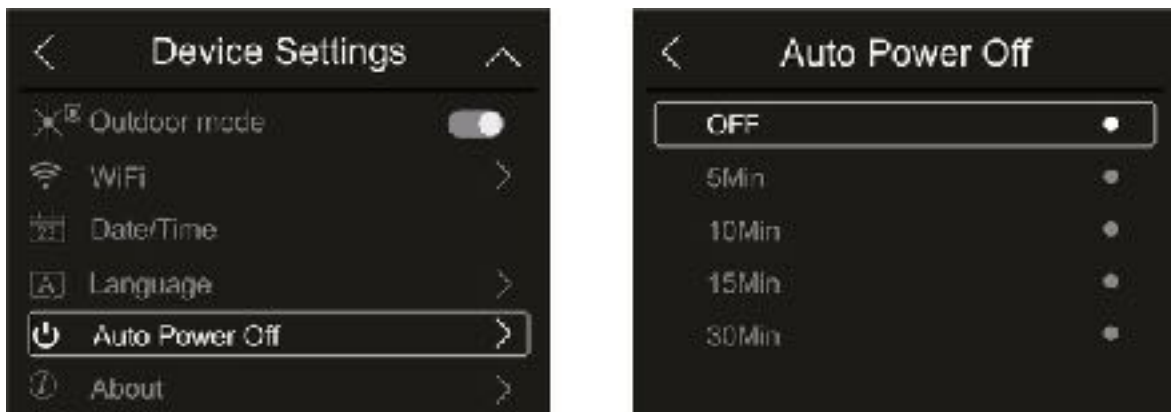 Device Settings
Outdoor mode
WiFi
Date/Time
Language
Auto Power Off
About
Auto Power Off
OFF
5Min
10Min
15Min
30Min